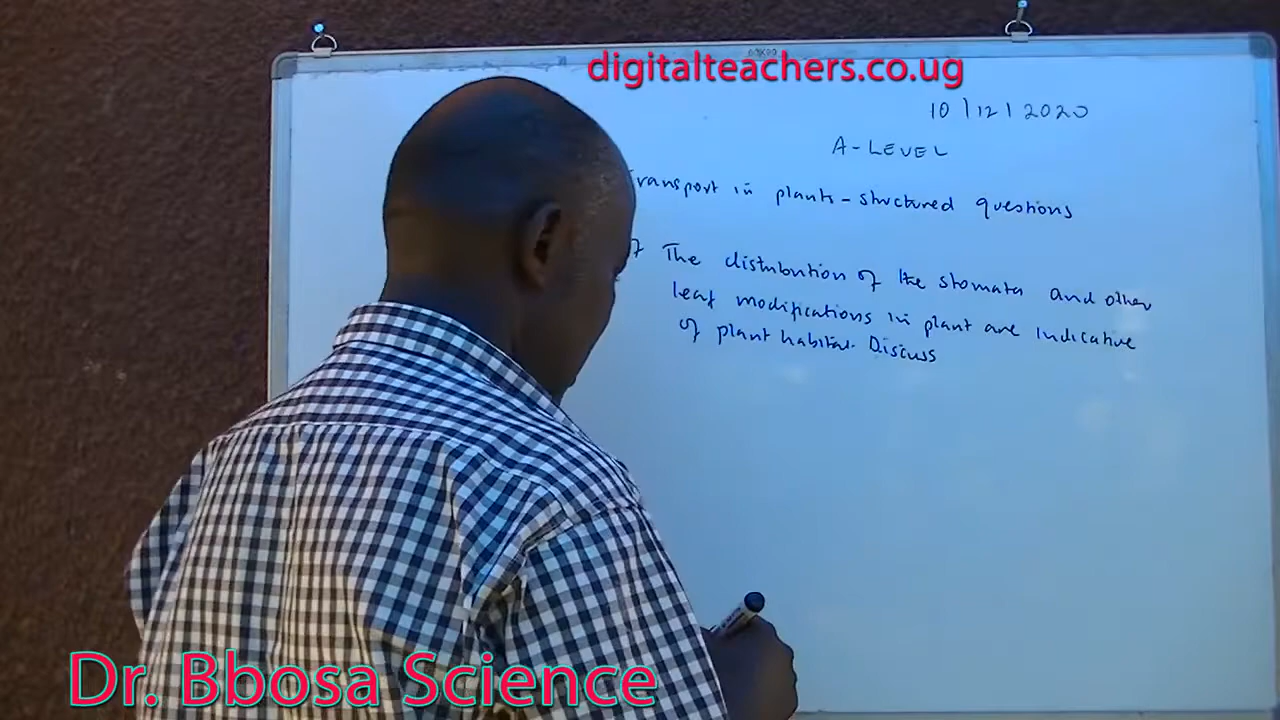 digitalteachers.co.ug
10/12/2020
A-LEVEL
Transport in plants-structured questions
The distribution of the stomata and other
leaf modifications in plant are indicative
of plant habitat. Discuss
Dr. Bbosa Science